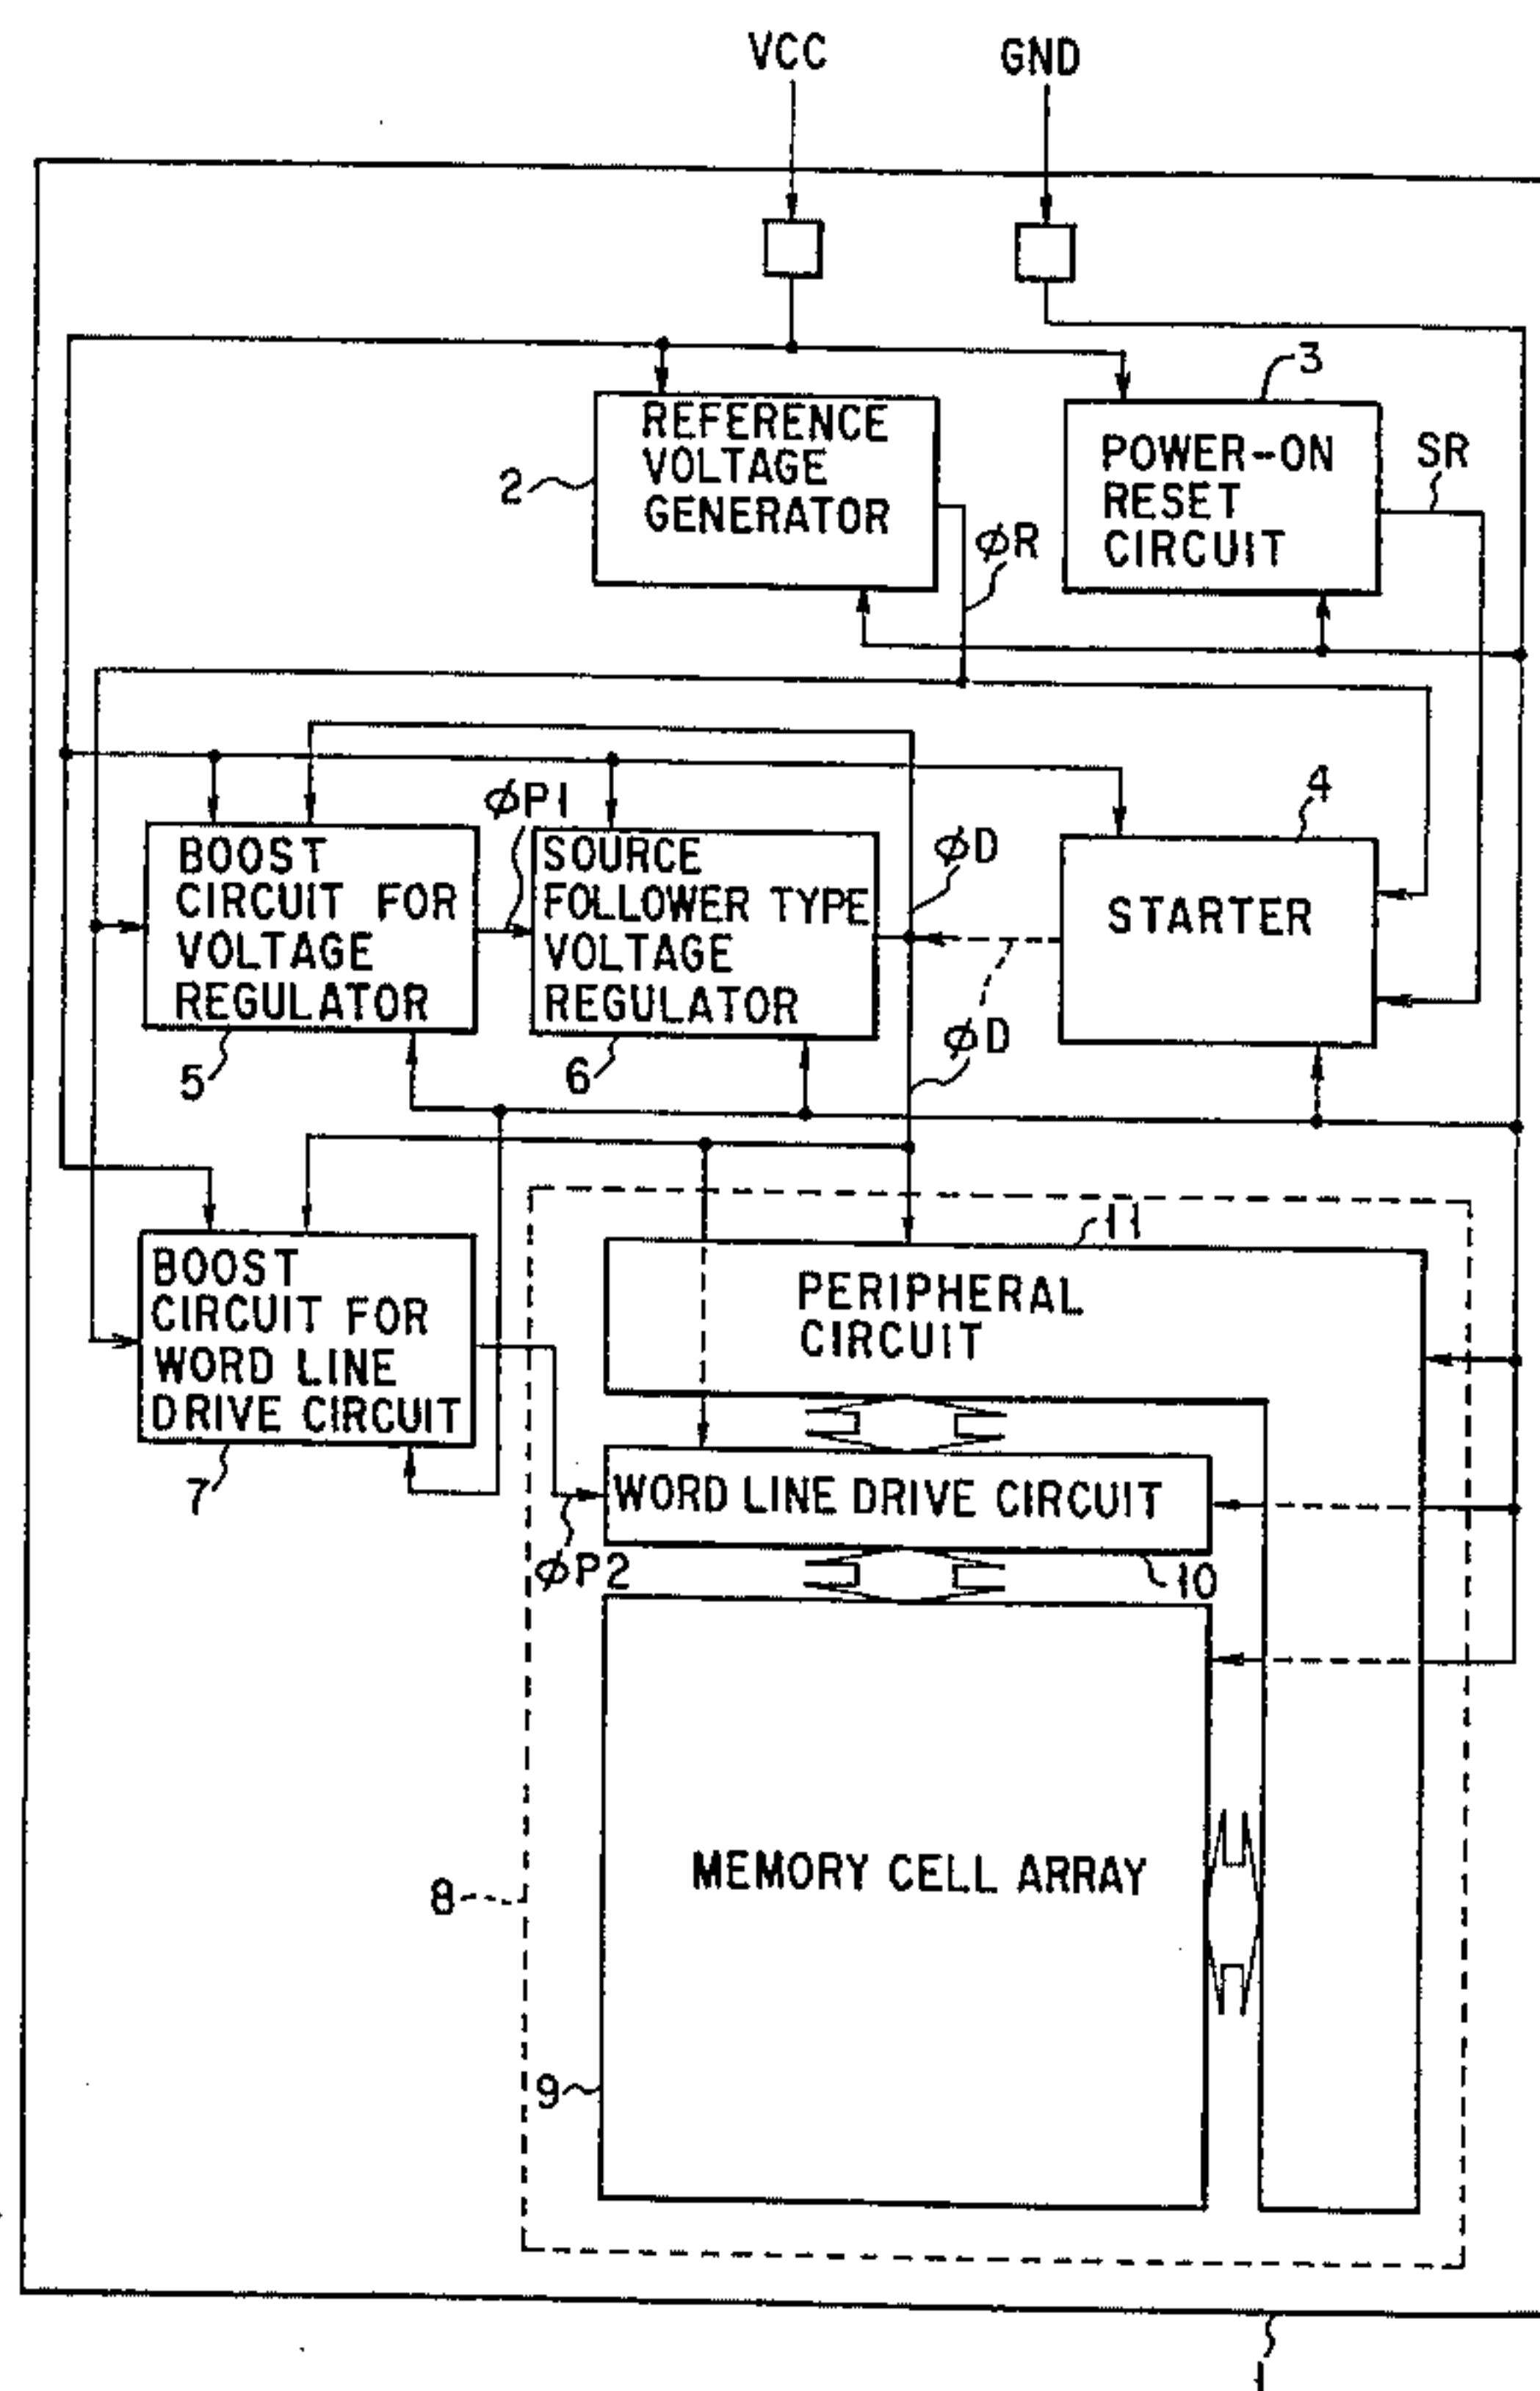 VCC
GND
3
REFERENCE
VOLTAGE
GENERATOR
2
POWER-ON
RESET
CIRCUIT
SR
ϕR
ϕP1
4
BOOST
CIRCUIT FOR
VOLTAGE
REGULATOR
SOURCE
FOLLOWER TYPE
VOLTAGE
REGULATOR
ϕD
STARTER
5
6
ϕD
11
BOOST
CIRCUIT FOR
WORD LINE
DRIVE CIRCUIT
PERIPHERAL
CIRCUIT
7
WORD LINE DRIVE CIRCUIT
ϕP2
10
MEMORY CELL ARRAY
8
9
1